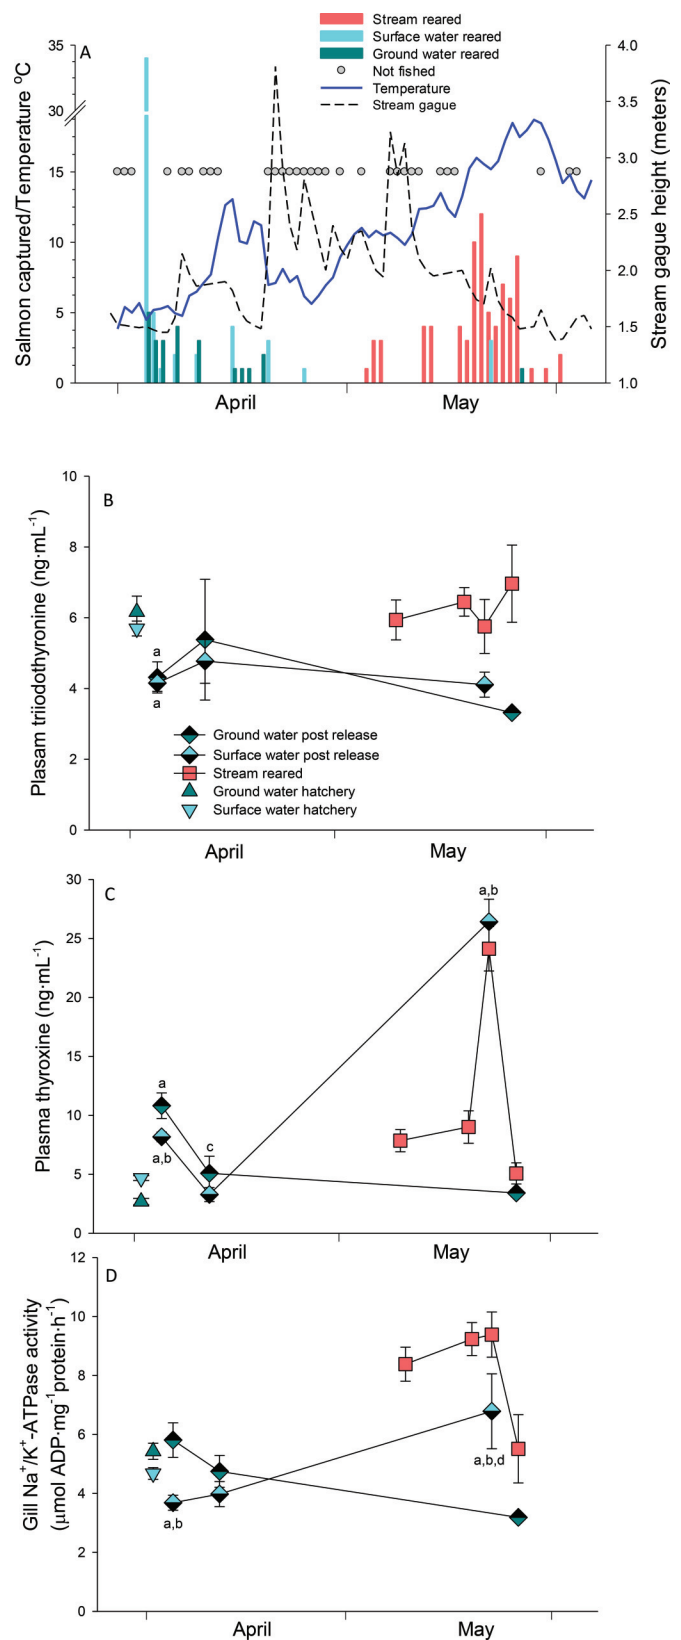 Stream reared
Surface water reared
Ground water reared
Not fished
Temperature
Stream gague
A
Salmon captured/Temperature ºC
35
30
15
10
5
0
Stream gague height (meters)
4.0
3.5
3.0
2.5
2.0
1.5
1.0
April
May
B
Plasam triodothyronine (ng·mL⁻¹)
10
8
6
4
2
0
a
a
Ground water post release
Surface water post release
Stream reared
Ground water hatchery
Surface water hatchery
April
May
C
Plasma thyroxine (ng·mL⁻¹)
30
25
20
15
10
5
0
a
a,b
c
a,b
April
May
D
Gill Na⁺/K⁺-ATPase activity
(μmol ADP·mg⁻¹protein·h⁻¹)
12
10
8
6
4
2
0
a,b
a,b,d
April
May